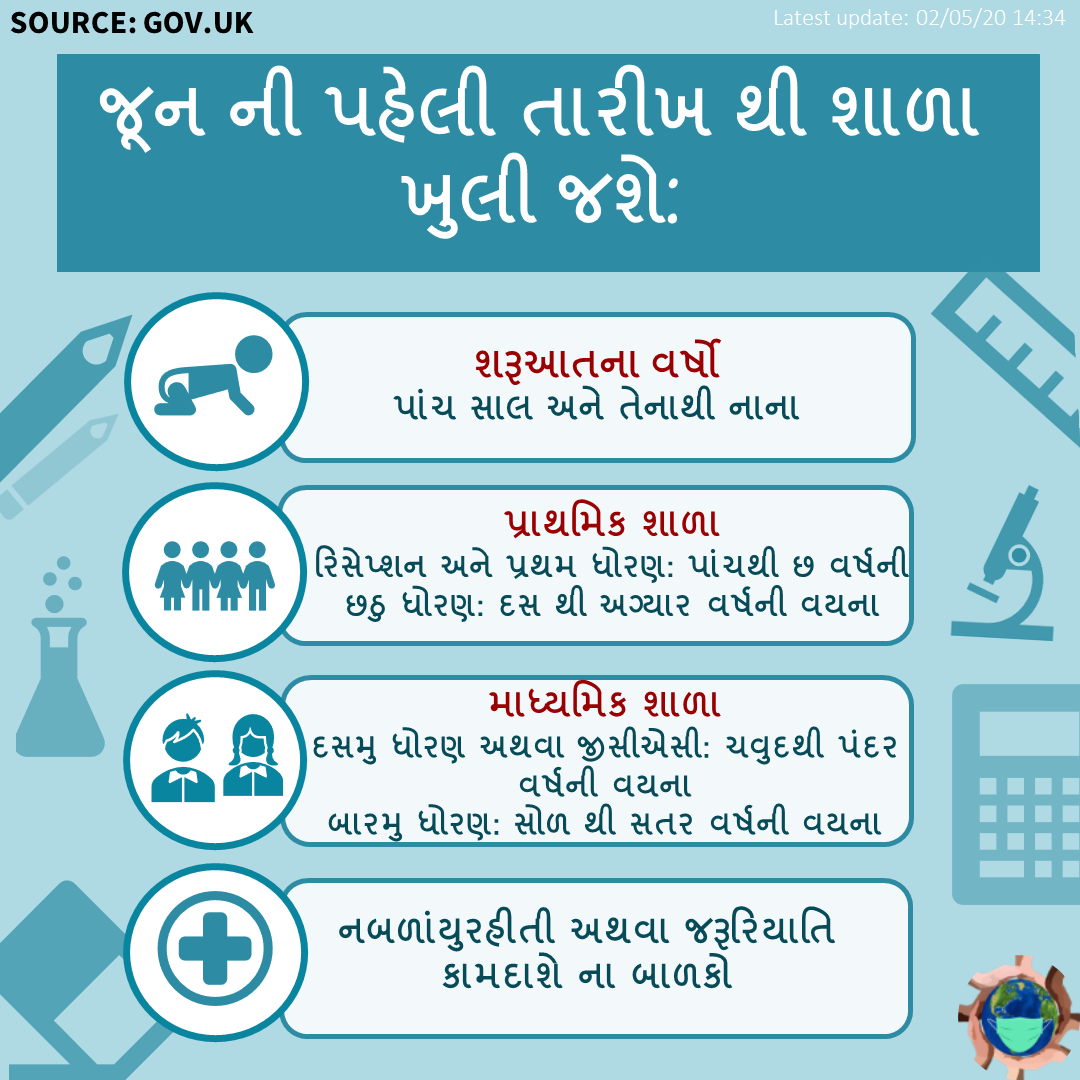 SOURCE: GOV.UK
Latest update: 02/05/20 14:34
જૂન ની પહેલી તારીખ થી શાળા
ખુલી જશે:
શરૂઆતના વર્ષો
પાંચ સાલ અને તેનાથી નાના
પ્રાથમિક શાળા
રિસેપ્શન અને પ્રથમ ધોરણ: પાંચથી છ વર્ષની
છઠુ ધોરણ: દસ થી અગ્યાર વર્ષની વયના
માધ્યમિક શાળા
દસમુ ધોરણ અથવા જીસીએસી: ચવુદથી પંદર
વર્ષની વયના
બારમુ ધોરણ: સોળ થી સતર વર્ષની વયના
નબળાંયુરહીતી અથવા જરૂરિયાતિ
કામદાશે ના બાળકો